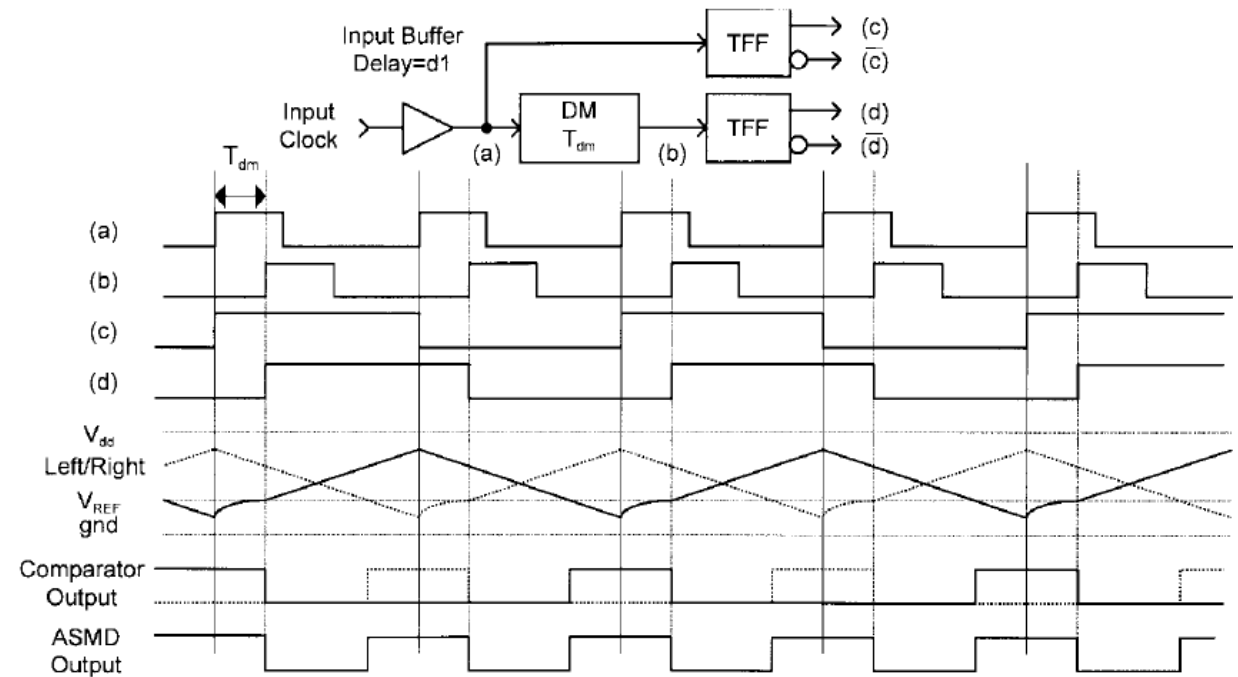 Input Buffer
Delay=d1
TFF
(c)
(c̅)
Input
Clock
DM
T_dm
TFF
(d)
(d̅)
(a)
(b)
T_dm
(a)
(b)
(c)
(d)
V_dd
Left/Right
V_REF
gnd
Comparator
Output
ASMD
Output